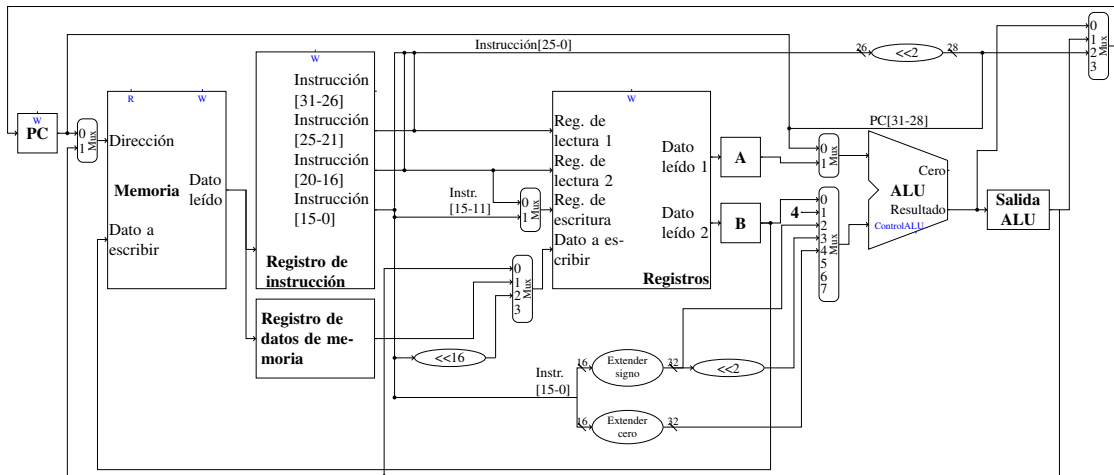 Instrucción[25-0]
26
<<2
28
0
1
2
3
Mux
PC[31-28]
W
PC
0
1
Mux
R
W
Dirección
Memoria
Dato
leído
Dato a
escribir
W
Instrucción
[31-26]
Instrucción
[25-21]
Instrucción
[20-16]
Instrucción
[15-0]
Registro de
instrucción
Registro de
datos de me-
moria
Instr.
[15-11]
0
1
Mux
0
1
2
3
Mux
<<16
W
Reg. de
lectura 1
Reg. de
lectura 2
Reg. de
escritura
Dato a es-
cribir
Dato
leído 1
Dato
leído 2
Registros
A
B
0
1
Mux
4
0
1
2
3
4
5
6
7
Mux
Cero
ALU
Resultado
ControlALU
Salida
ALU
Instr.
[15-0]
16
Extender
signo
32
<<2
16
Extender
cero
32